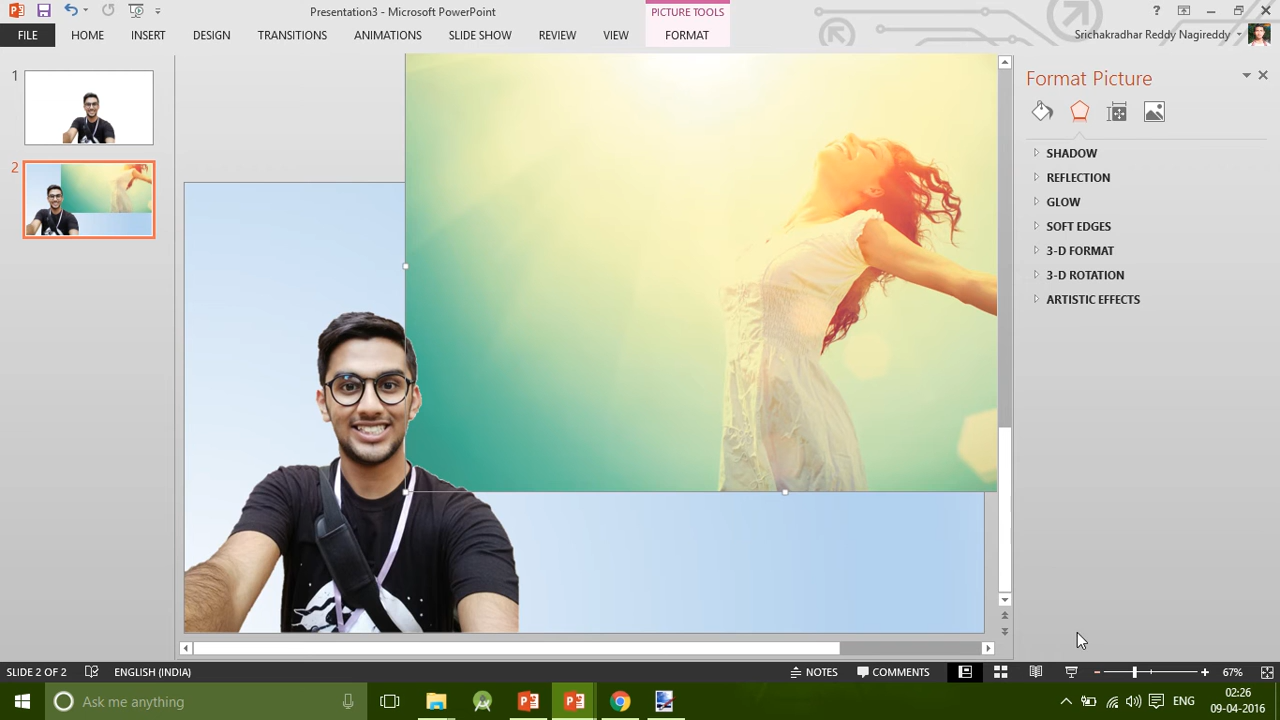 Presentation3 - Microsoft PowerPoint
PICTURE TOOLS
?
FILE HOME INSERT DESIGN TRANSITIONS ANIMATIONS SLIDE SHOW REVIEW VIEW FORMAT
Srichakradhar Reddy Nagireddy
1
2
Format Picture
SHADOW
REFLECTION
GLOW
SOFT EDGES
3-D FORMAT
3-D ROTATION
ARTISTIC EFFECTS
SLIDE 2 OF 2 ENGLISH (INDIA) NOTES COMMENTS 67%
Ask me anything
ENG
02:26
09-04-2016